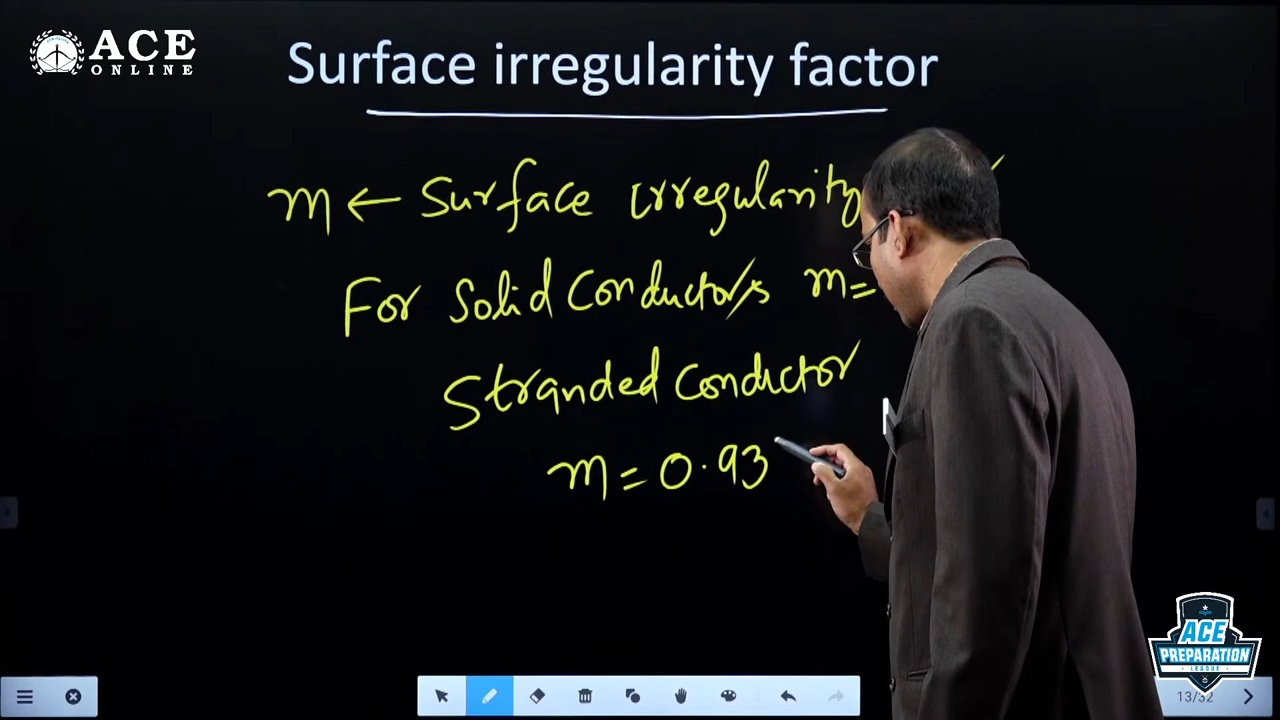 ACE
ONLINE
Surface irregularity factor
m ← Surface irregularity
For Solid Conductors m=
Stranded Conductor
m = 0.93
ACE
PREPARATION
LEAGUE
13/32